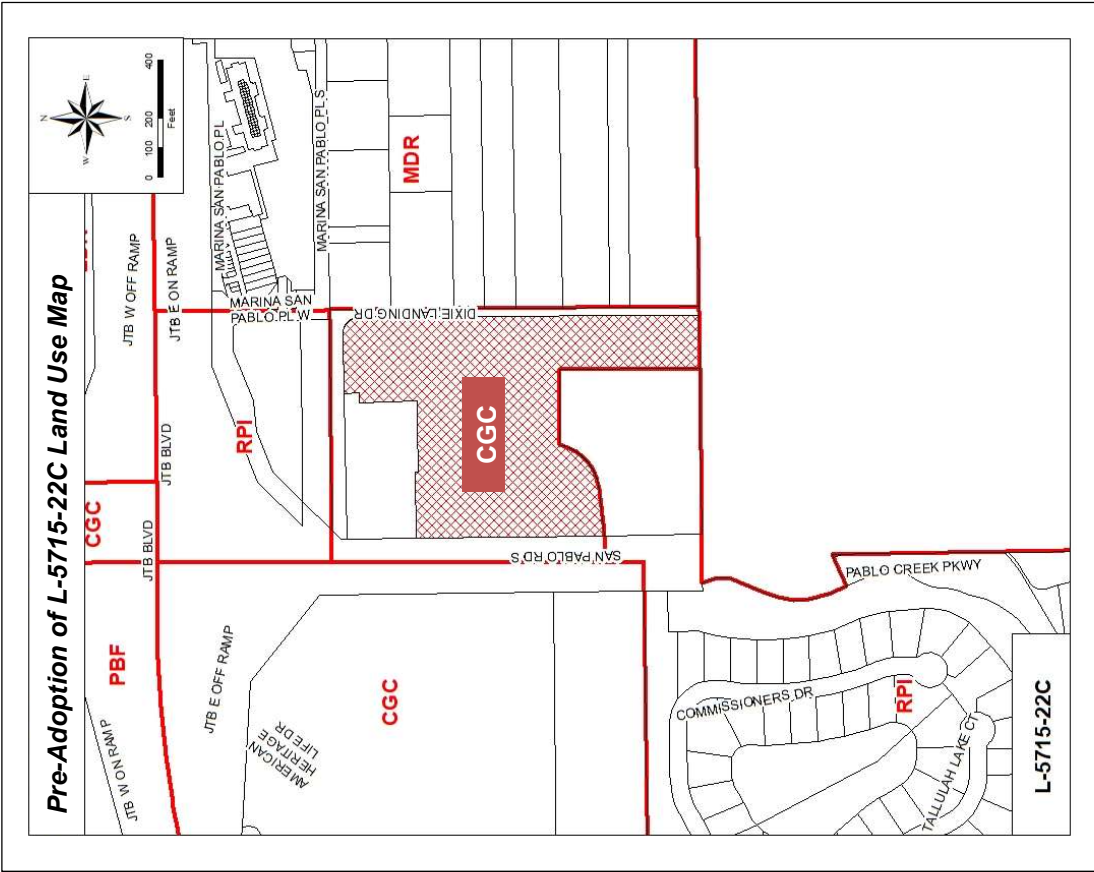 Pre-Adoption of L-5715-22C Land Use Map
N
W
E
S
0
100
200
400
Feet
JTB W ON RAMP
PBF
CGC
JTB W OFF RAMP
JTB BLVD
JTB BLVD
JTB E ON RAMP
JTB E OFF RAMP
RPI
MARINA SAN PABLO PL
MARINA SAN
PABLO PL W
MARINA SAN PABLO PL S
AMERICAN
HERITAGE
LIFE DR
CGC
CGC
DIXIE LANDING DR
MDR
SAN PABLO RD S
PABLO CREEK PKWY
COMMISSIONERS DR
RPI
TALLULAH LAKE CT
L-5715-22C